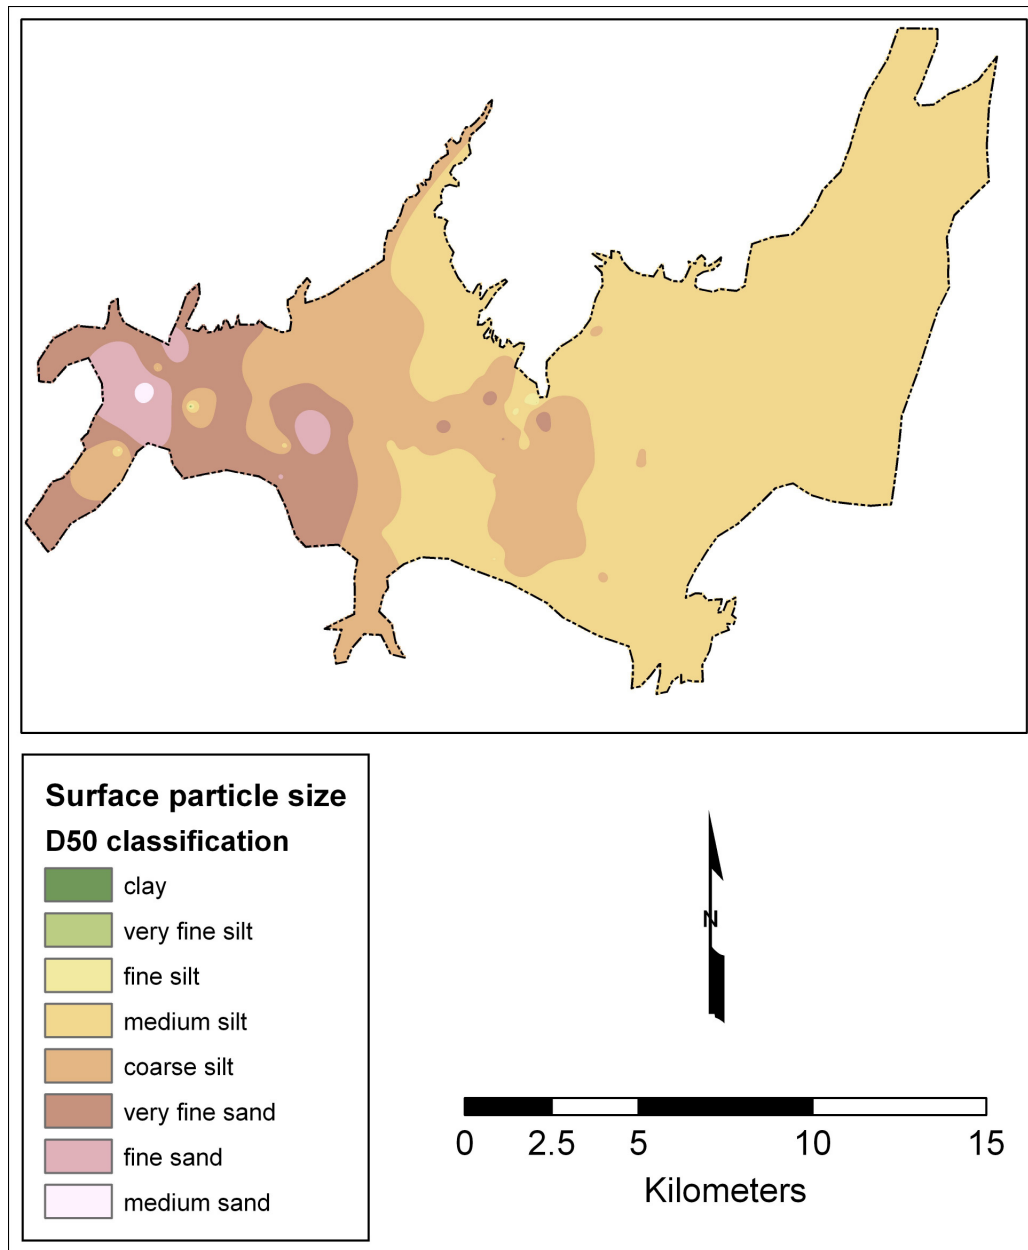 Surface particle size
D50 classification
clay
very fine silt
fine silt
medium silt
coarse silt
very fine sand
fine sand
medium sand
N
0 2.5 5 10 15
Kilometers